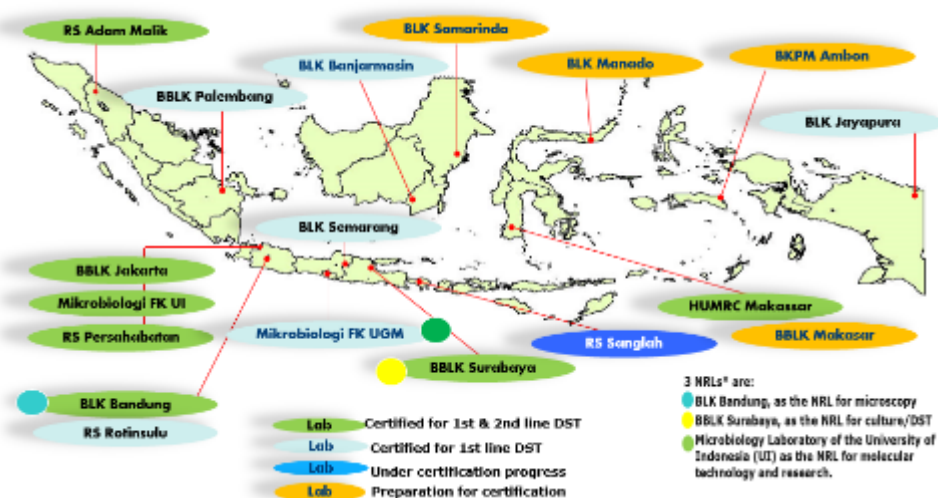 RS Adam Malik
BLK Samarinda
BLK Banjarmasin
BLK Manado
BKPM Ambon
BBLK Palembang
BLK Jayapura
BLK Semarang
BBLK Jakarta
Mikrobiologi FK UI
RS Persahabatan
HUMRC Makassar
Mikrobiologi FK UGM
RS Sanglah
BBLK Makasar
BBLK Surabaya
BLK Bandung
RS Rotinsulu
Lab Certified for 1st & 2nd line DST
Lab Certified for 1st line DST
Lab Under certification progress
Lab Preparation for certification
3 NRLs* are:
BLK Bandung, as the NRL for microscopy
BBLK Surabaya, as the NRL for culture/DST
Microbiology Laboratory of the University of
Indonesia (UI) as the NRL for molecular
technology and research.